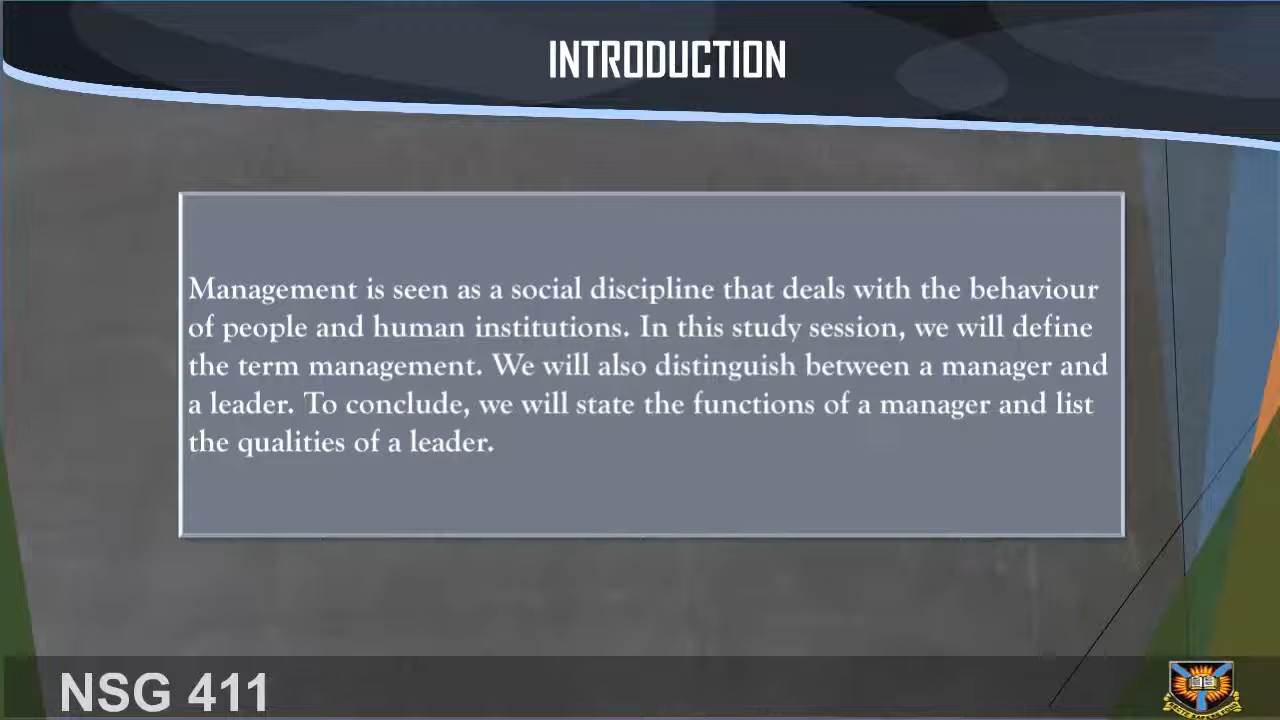 INTRODUCTION
Management is seen as a social discipline that deals with the behaviour
of people and human institutions. In this study session, we will define
the term management. We will also distinguish between a manager and
a leader. To conclude, we will state the functions of a manager and list
the qualities of a leader.
NSG 411